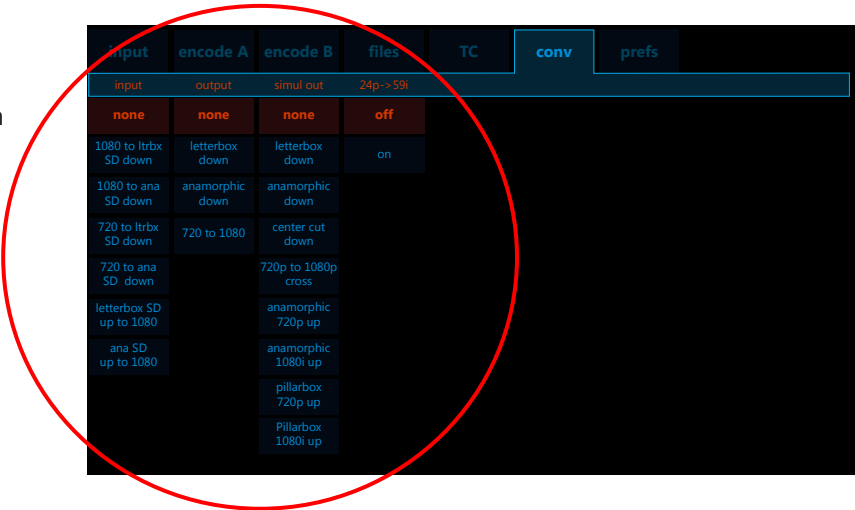 input encode A encode B files TC conv prefs
input output simul out 24p->59i
n
none none none off
1080 to ltrbx
SD down
letterbox
down
letterbox
down
on
1080 to ana
SD down
anamorphic
down
anamorphic
down
720 to ltrbx
SD down
720 to 1080
center cut
down
720 to ana
SD down
720p to 1080p
cross
letterbox SD
up to 1080
anamorphic
720p up
ana SD
up to 1080
anamorphic
1080i up
pillarbox
720p up
Pillarbox
1080i up